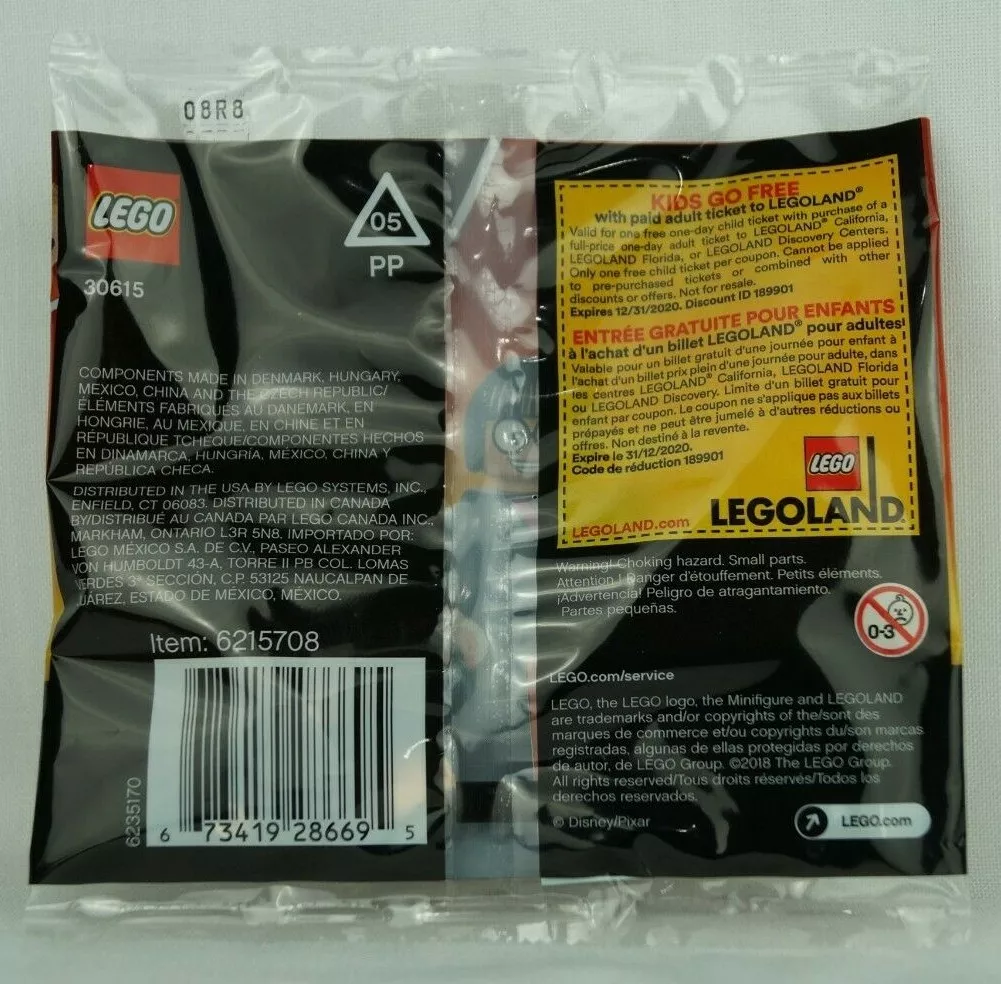 08R8
LEGO
30615
05
PP
COMPONENTS MADE IN DENMARK, HUNGARY,
MEXICO, CHINA AND THE CZECH REPUBLIC/
ÉLÉMENTS FABRIQUÉS AU DANEMARK, EN
HONGRIE, AU MEXIQUE, EN CHINE ET EN
RÉPUBLIQUE TCHÈQUE/COMPONENTES HECHOS
EN DINAMARCA, HUNGRÍA, MÉXICO, CHINA Y
REPÚBLICA CHECA.
DISTRIBUTED IN THE USA BY LEGO SYSTEMS, INC.,
ENFIELD, CT 06083. DISTRIBUTED IN CANADA
BY/DISTRIBUÉ AU CANADA PAR LEGO CANADA INC.,
MARKHAM, ONTARIO L3R 5N8. IMPORTADO POR:
LEGO MÉXICO S.A. DE C.V., PASEO ALEXANDER
VON HUMBOLDT 43-A, TORRE II PB COL. LOMAS
VERDES 3ª SECCIÓN, C.P. 53125 NAUCALPAN DE
JUÁREZ, ESTADO DE MÉXICO, MÉXICO.
Item: 6215708
6235170
6 73419 28669 5
KIDS GO FREE
with paid adult ticket to LEGOLAND®
Valid for one free one-day child ticket with purchase of a
full-price one-day adult ticket to LEGOLAND® California,
LEGOLAND Florida, or LEGOLAND Discovery Centers.
Only one free child ticket per coupon. Cannot be applied
to pre-purchased tickets or combined with other
discounts or offers. Not for resale.
Expires 12/31/2020. Discount ID 189901
ENTRÉE GRATUITE POUR ENFANTS
à l'achat d'un billet LEGOLAND® pour adultes
Valable pour un billet gratuit d'une journée pour enfant à
l'achat d'un billet prix plein d'une journée pour adulte, dans
les centres LEGOLAND® California, LEGOLAND Florida
ou LEGOLAND Discovery. Limite d'un billet gratuit pour
enfant par coupon. Le coupon ne s'applique pas aux billets
prépayés et ne peut être jumelé à d'autres réductions ou
offres. Non destiné à la revente.
Expire le 31/12/2020.
Code de réduction 189901
LEGO
LEGOLAND
LEGOLAND.com
Warning! Choking hazard. Small parts.
Attention ! Danger d'étouffement. Petits éléments.
¡Advertencia! Peligro de atragantamiento.
Partes pequeñas.
0-3
LEGO.com/service
LEGO, the LEGO logo, the Minifigure and LEGOLAND
are trademarks and/or copyrights of the/sont des
marques de commerce et/ou copyrights du/son marcas
registradas, algunas de ellas protegidas por derechos
de autor, de LEGO Group. ©2018 The LEGO Group.
All rights reserved/Tous droits réservés/Todos los
derechos reservados.
© Disney/Pixar
LEGO.com